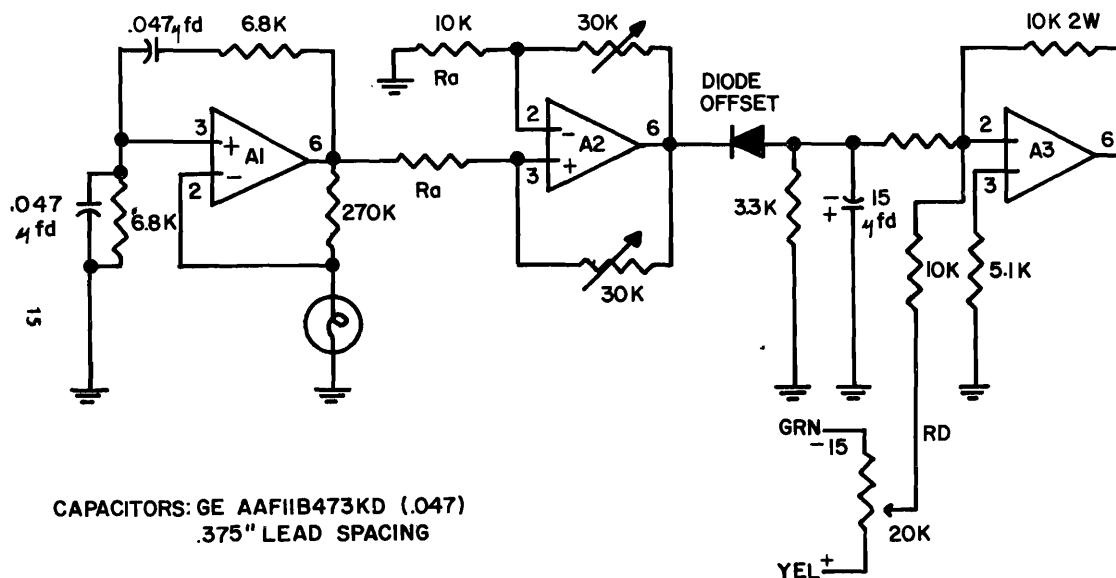 .047µfd
6.8K
3
+
A1
6
2
−
.047
µfd
6.8K
270K
15
10K
Ra
30K
2
−
A2
6
+
3
Ra
30K
DIODE
OFFSET
3.3K
−
+
15
µfd
10K 2W
2
A3
6
3
10K
5.1K
GRN
−15
RD
20K
YEL
+
CAPACITORS: GE AAF11B473KD (.047)
.375" LEAD SPACING